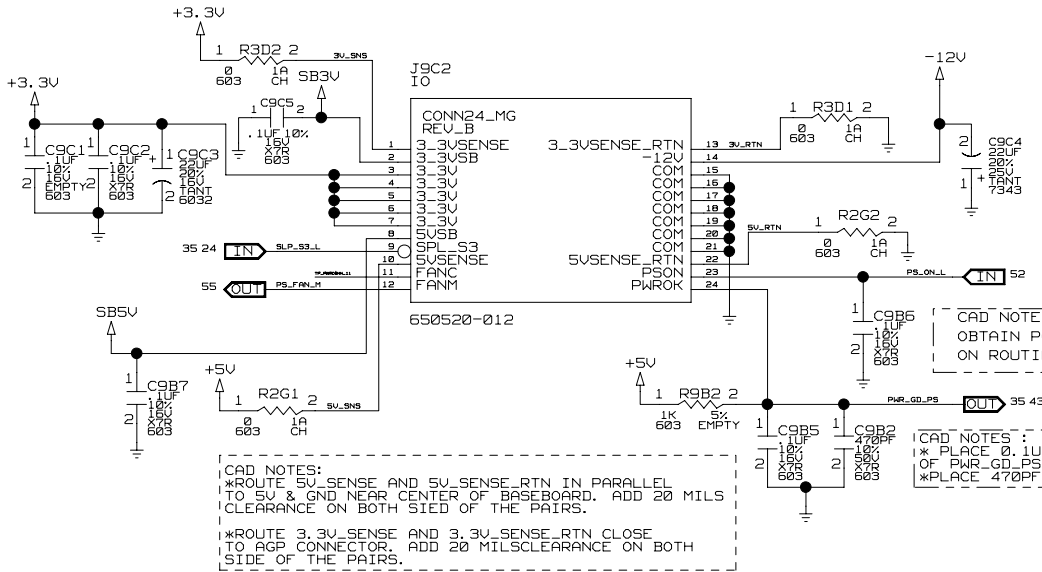 +3.3V
1 R3D2 2
0
603
1A
CH
3V_SNS
+3.3V
1
C9C1
.1UF
10%
16V
EMPTY
603
2
1
C9C2
.1UF
10%
16V
X7R
603
2
+
1
C9C3
22UF
20%
16V
TANT
6032
2
SB3V
1 C9C5 2
.1UF 10%
16V
X7R
603
J9C2
IO
CONN24_MG
REV_B
1 3_3VSENSE
2 3_3VSB
3 3_3V
4 3_3V
5 3_3V
6 3_3V
7 3_3V
8 5VSB
9 SPL_S3
10 5VSENSE
11 FANC
12 FANM
3_3VSENSE_RTN 13
-12V 14
COM 15
COM 16
COM 17
COM 18
COM 19
COM 20
COM 21
5VSENSE_RTN 22
PSON 23
PWROK 24
650520-012
3V_RTN
1 R3D1 2
0
603
1A
CH
-12V
2
C9C4
22UF
20%
25V
TANT
7343
1
+
5V_RTN
1 R2G2 2
0
603
1A
CH
35 24 IN SLP_S3_L
55 OUT PS_FAN_M
PS_ON_L IN 52
1
C9B6
.1UF
10%
16V
X7R
603
2
CAD NOTE
OBTAIN P
ON ROUTI
SB5V
1
C9B7
.1UF
10%
16V
X7R
603
2
+5V
1 R2G1 2
0
603
1A
CH
5V_SNS
+5V
1 R9B2 2
1K
603
5%
EMPTY
PWR_GD_PS OUT 35 43
1
C9B5
.1UF
10%
16V
X7R
603
2
1
C9B2
470PF
10%
50V
X7R
603
2
CAD NOTES :
* PLACE 0.1U
OF PWR_GD_PS
*PLACE 470PF
CAD NOTES:
*ROUTE 5V_SENSE AND 5V_SENSE_RTN IN PARALLEL
TO 5V & GND NEAR CENTER OF BASEBOARD. ADD 20 MILS
CLEARANCE ON BOTH SIED OF THE PAIRS.
*ROUTE 3.3V_SENSE AND 3.3V_SENSE_RTN CLOSE
TO AGP CONNECTOR. ADD 20 MILSCLEARANCE ON BOTH
SIDE OF THE PAIRS.